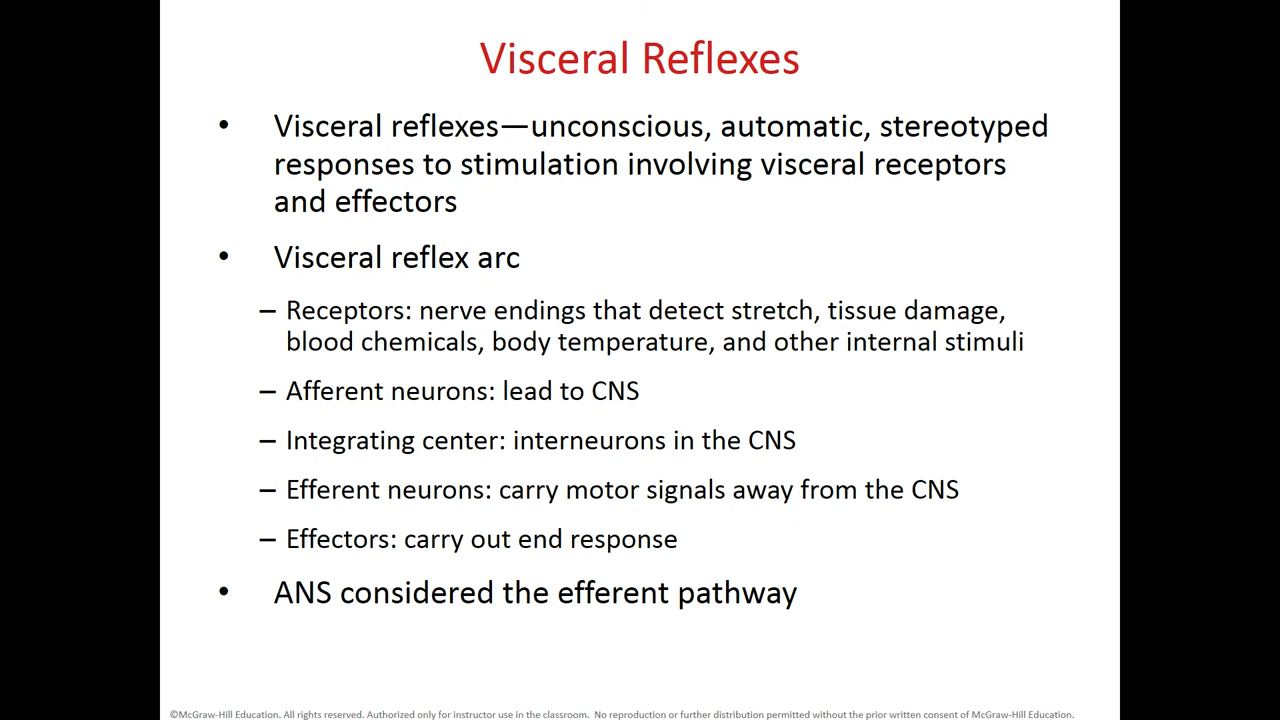 Visceral Reflexes
• Visceral reflexes—unconscious, automatic, stereotyped
responses to stimulation involving visceral receptors
and effectors
• Visceral reflex arc
– Receptors: nerve endings that detect stretch, tissue damage,
blood chemicals, body temperature, and other internal stimuli
– Afferent neurons: lead to CNS
– Integrating center: interneurons in the CNS
– Efferent neurons: carry motor signals away from the CNS
– Effectors: carry out end response
• ANS considered the efferent pathway
©McGraw-Hill Education. All rights reserved. Authorized only for instructor use in the classroom. No reproduction or further distribution permitted without the prior written consent of McGraw-Hill Education.